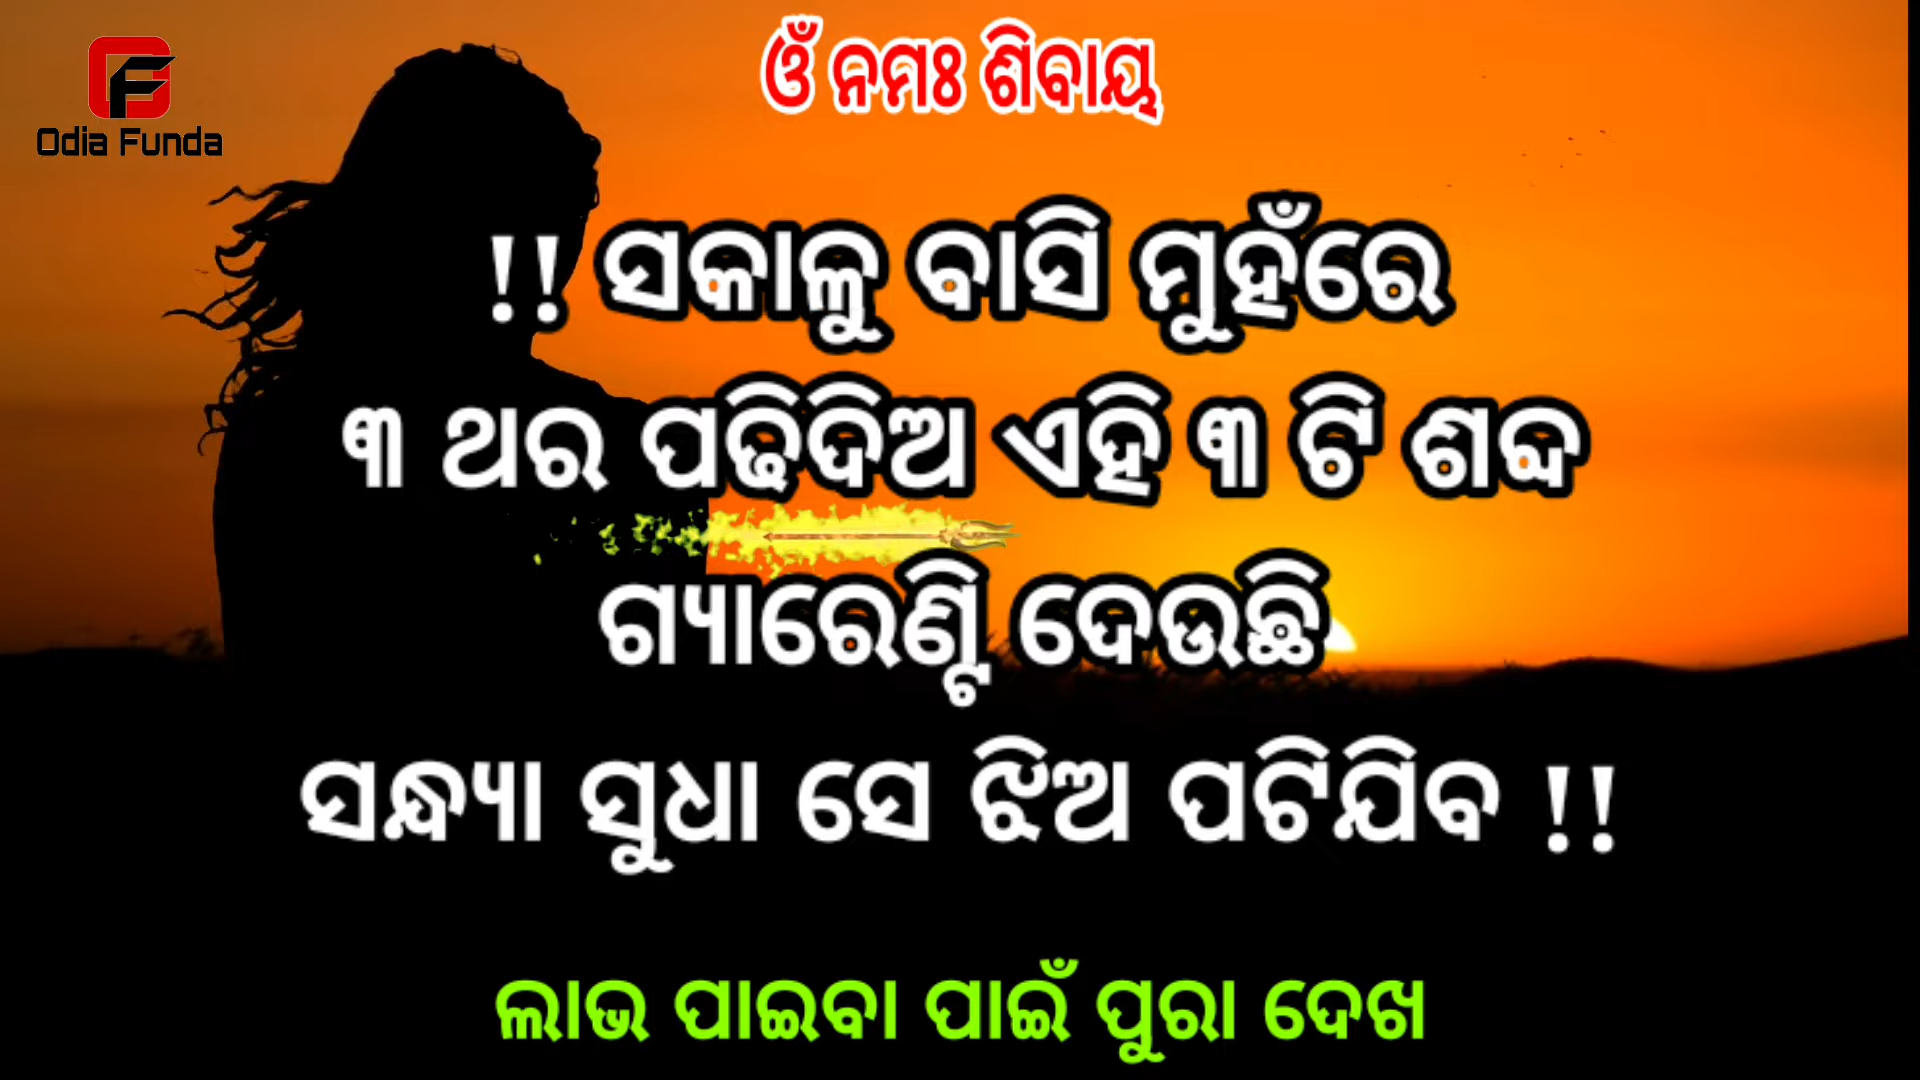 ଓଁ ନମଃ ଶିବାୟ
Odia Funda
!! ସକାଳୁ ବାସି ମୁହଁରେ
୩ ଥର ପଢିଦିଅ ଏହି ୩ ଟି ଶବ୍ଦ
ଗ୍ୟାରେଣ୍ଟି ଦେଉଛି
ସନ୍ଧ୍ୟା ସୁଧା ସେ ଝିଅ ପଟିଯିବ !!
ଲାଭ ପାଇବା ପାଇଁ ପୁରା ଦେଖ